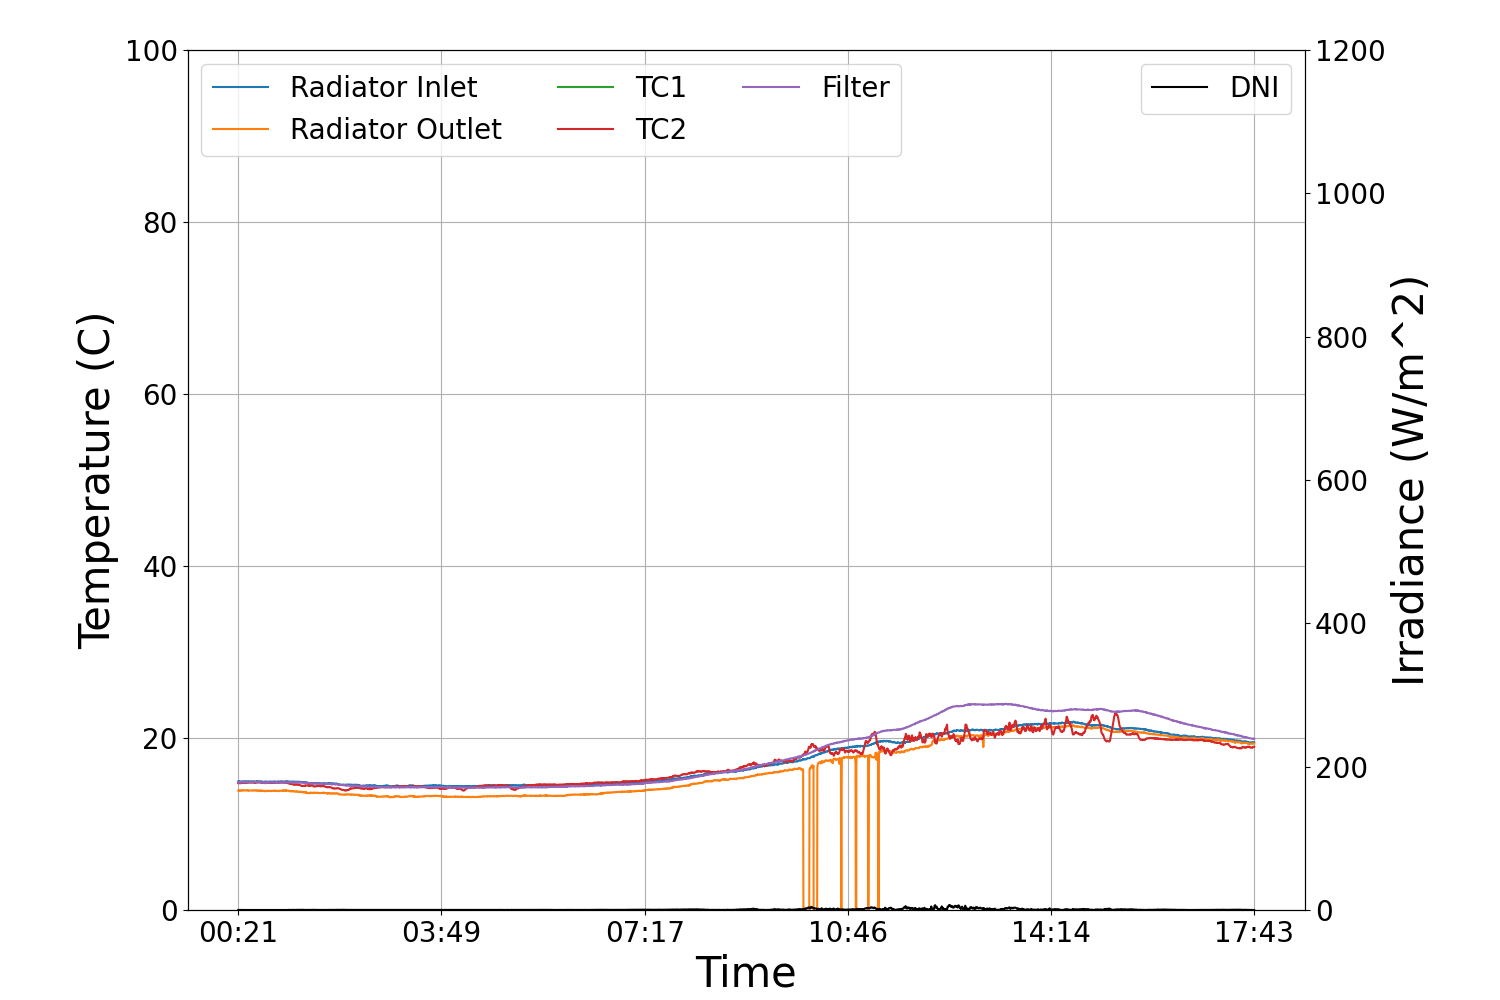 Radiator Inlet
Radiator Outlet
TC1
TC2
Filter
DNI
Temperature (C)
100
80
60
40
20
0
1200
1000
800
600
400
200
0
Irradiance (W/m^2)
00:21
03:49
07:17
10:46
14:14
17:43
Time